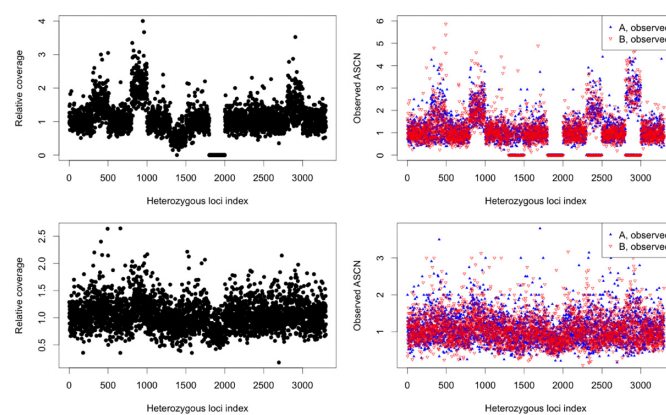 Relative coverage
4
3
2
1
0
0 500 1000 1500 2000 2500 3000
Heterozygous loci index
Observed ASCN
6
5
4
3
2
1
0
A, observed
B, observed
0 500 1000 1500 2000 2500 3000
Heterozygous loci index
Relative coverage
2.5
2.0
1.5
1.0
0.5
0 500 1000 1500 2000 2500 3000
Heterozygous loci index
Observed ASCN
3
2
1
A, observed
B, observed
0 500 1000 1500 2000 2500 3000
Heterozygous loci index